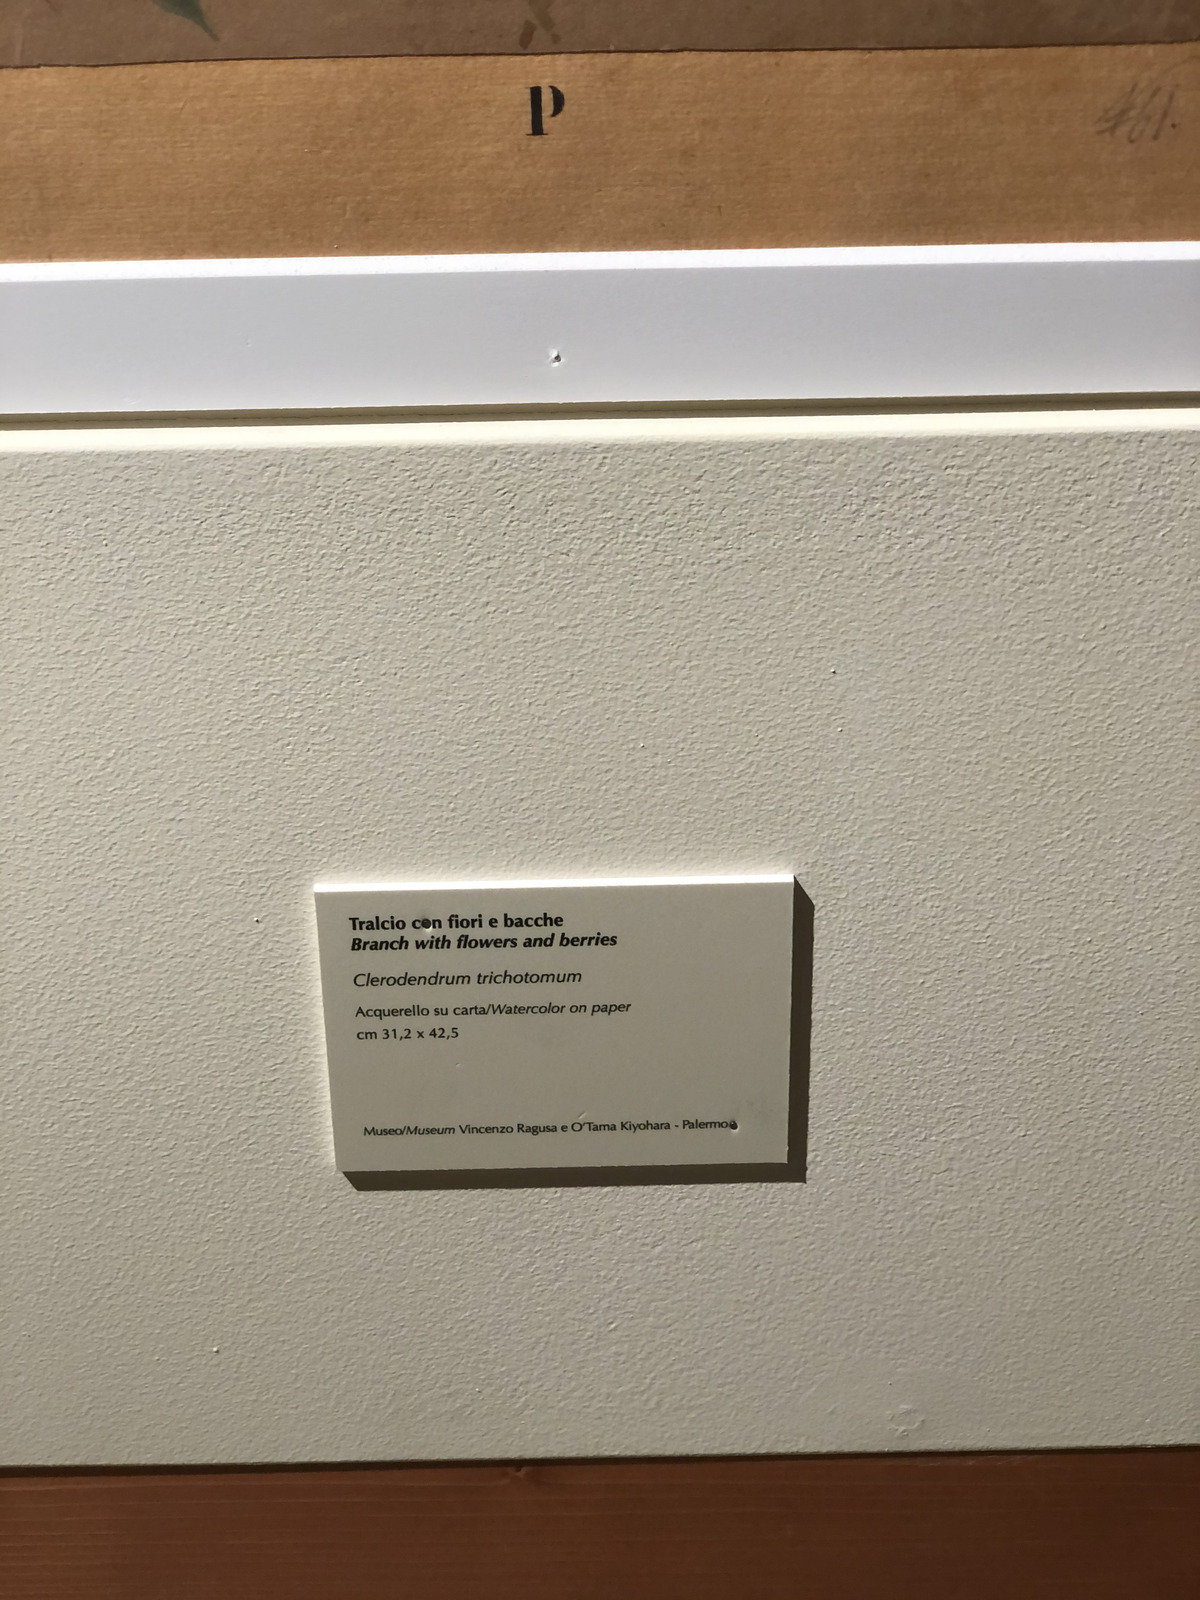 P
461.
Tralcio con fiori e bacche
Branch with flowers and berries
Clerodendrum trichotomum
Acquerello su carta/Watercolor on paper
cm 31,2 x 42,5
Museo/Museum Vincenzo Ragusa e O'Tama Kiyohara - Palermo